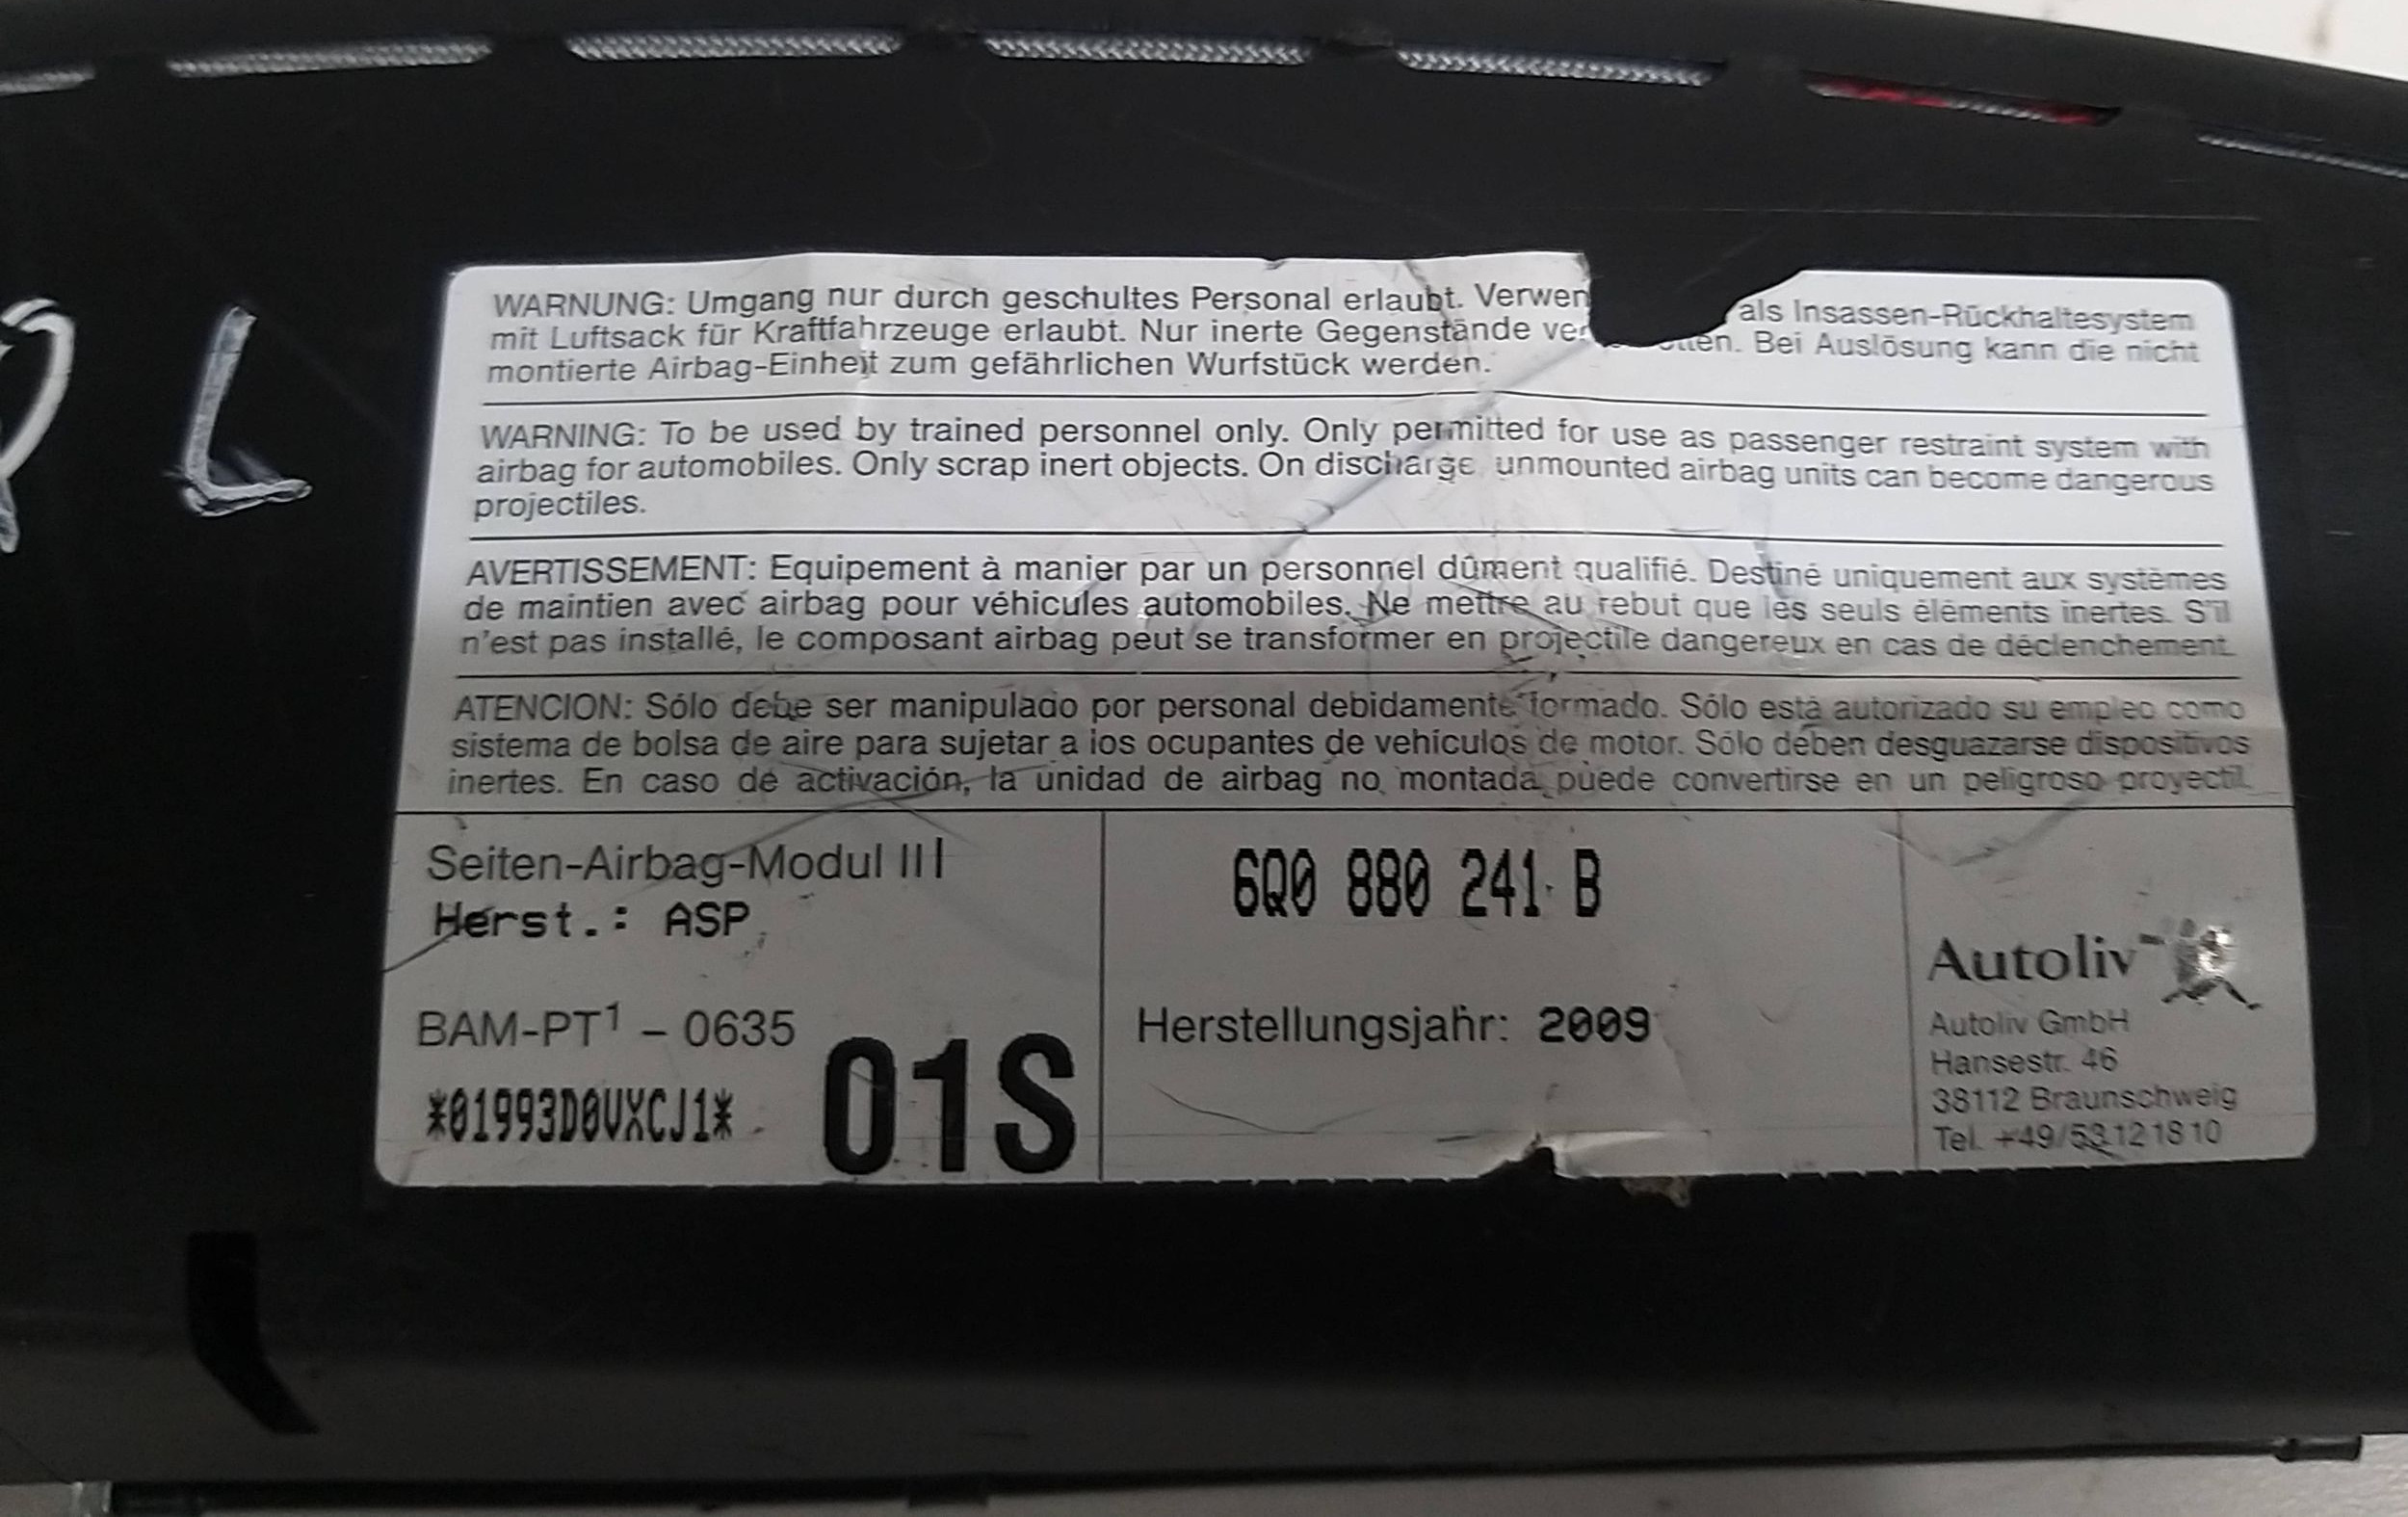 L
WARNUNG: Umgang nur durch geschultes Personal erlaubt. als Insassen-Rückhaltesystem
mit Luftsack für Kraftfahrzeuge erlaubt. Nur inerte Gegenstände Bei Auslösung kann die nicht
montierte Airbag-Einheit zum gefährlichen Wurfstück werden.
WARNING: To be used by trained personnel only. Only permitted for use as passenger restraint system with
airbag for automobiles. Only scrap inert objects. On discharge, unmounted airbag units can become dangerous
projectiles.
AVERTISSEMENT: Equipement à manier par un personnel dûment qualifié. Destiné uniquement aux systèmes
de maintien avec airbag pour véhicules automobiles. Ne mettre au rebut que les seuls éléments inertes. S'il
n'est pas installé, le composant airbag peut se transformer en projectile dangereux en cas de déclenchement.
ATENCION: Sólo debe ser manipulado por personal debidamente formado. Sólo está autorizado su empleo como
sistema de bolsa de aire para sujetar a los ocupantes de vehículos de motor. Sólo deben desguazarse dispositivos
inertes. En caso de activación, la unidad de airbag no montada puede convertirse en un peligroso proyectil.
Seiten-Airbag-Modul III
Herst.: ASP
BAM-PT¹ – 0635
*01993D0VXCJ1*
01S
6Q0 880 241 B
Herstellungsjahr: 2009
Autoliv
Autoliv GmbH
Hansestr. 46
38112 Braunschweig
Tel. +49/53 12 18 10